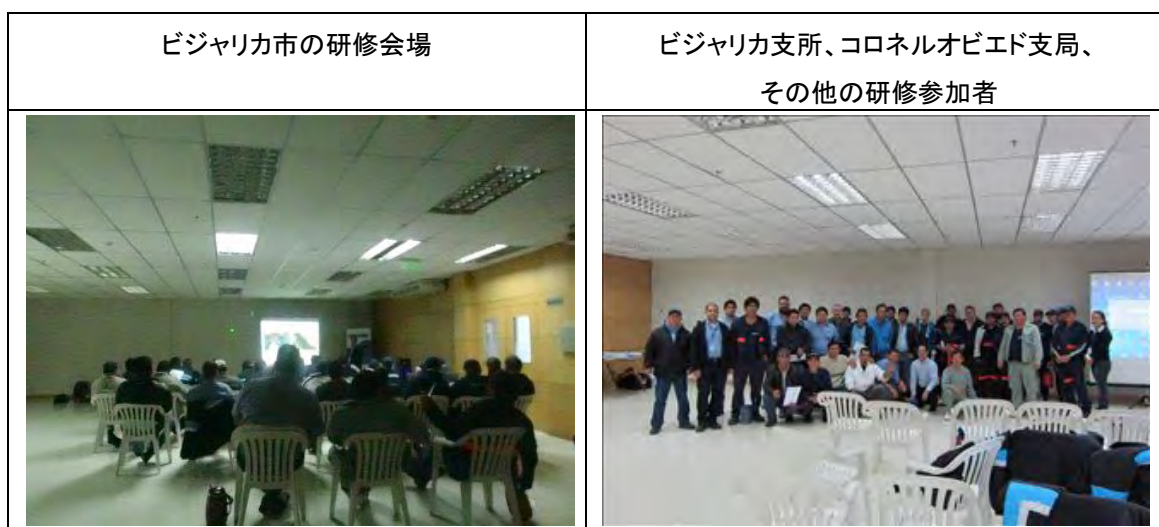 ビジャリカ市の研修会場
ビジャリカ支所、コロネルオビエド支局、
その他の研修参加者